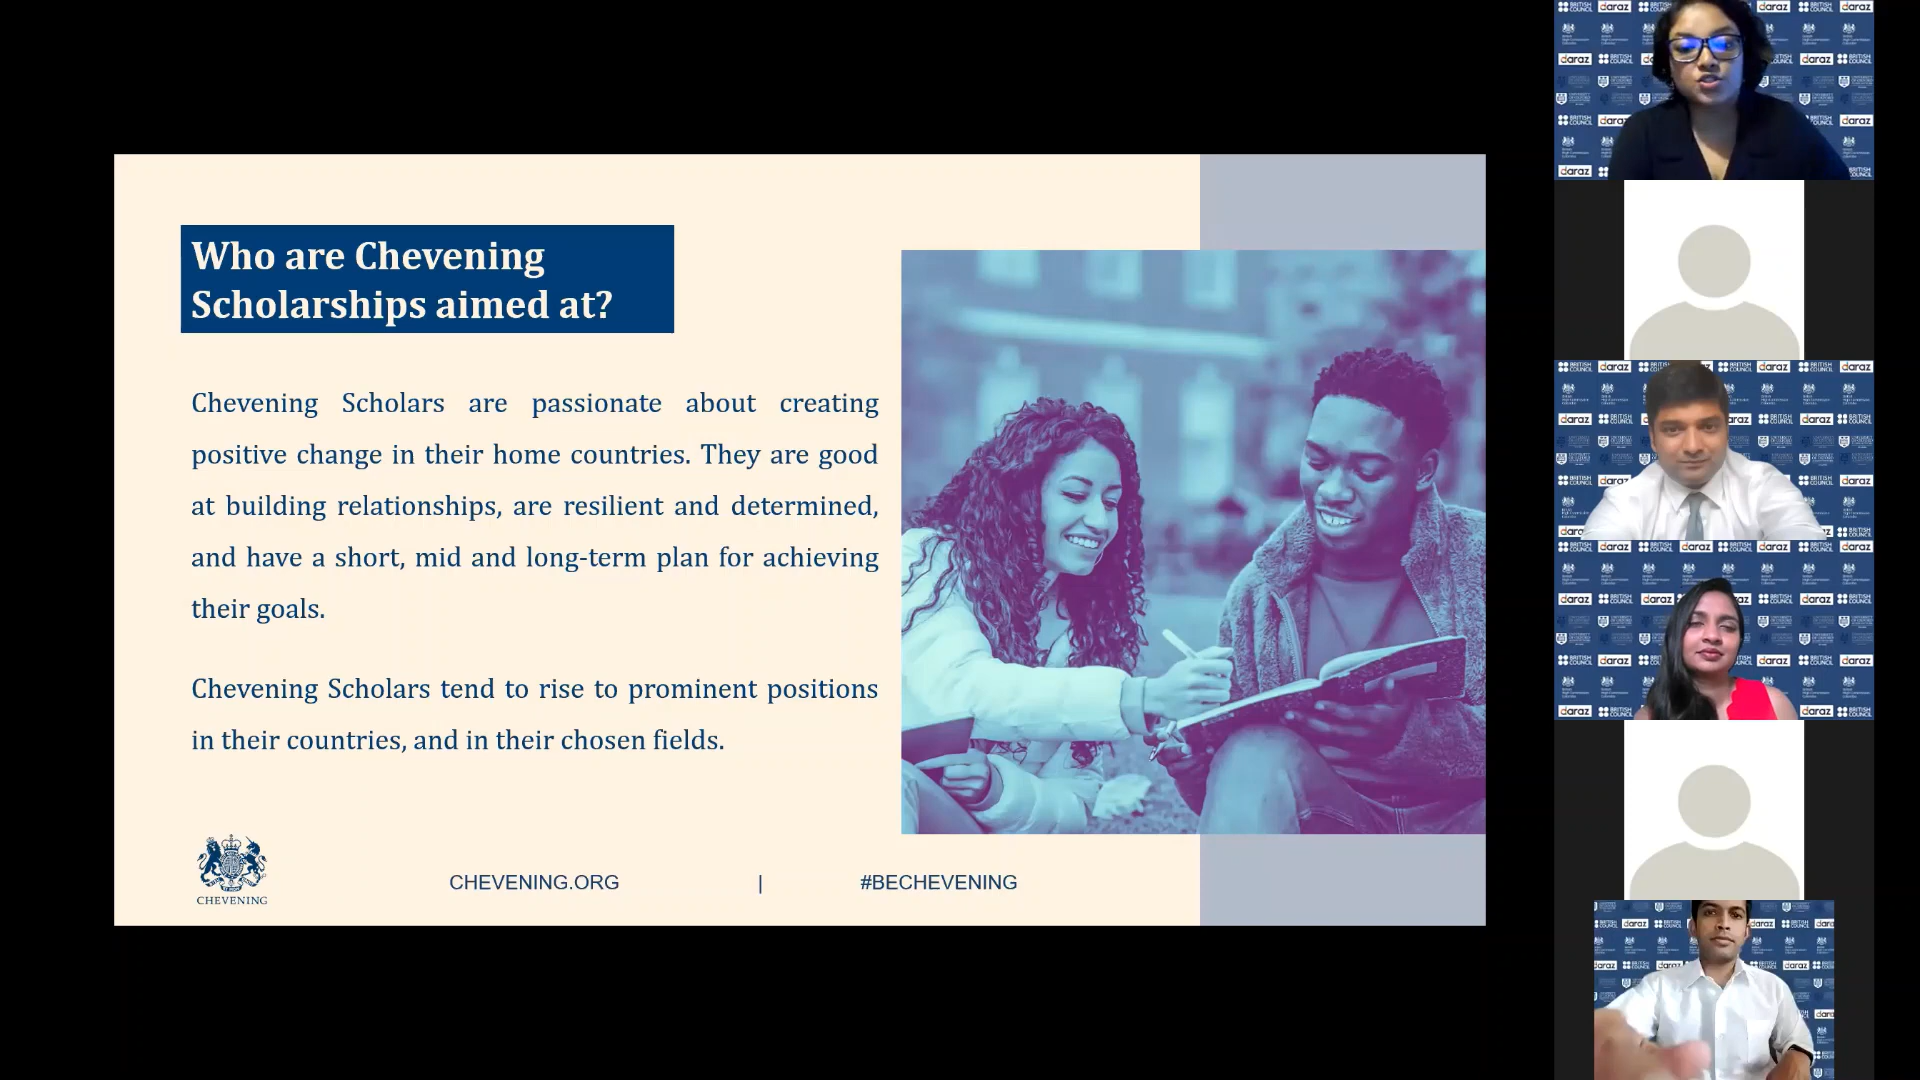 Who are Chevening
Scholarships aimed at?
Chevening Scholars are passionate about creating
positive change in their home countries. They are good
at building relationships, are resilient and determined,
and have a short, mid and long-term plan for achieving
their goals.
Chevening Scholars tend to rise to prominent positions
in their countries, and in their chosen fields.
CHEVENING
CHEVENING.ORG | #BECHEVENING
BRITISH COUNCIL
daraz